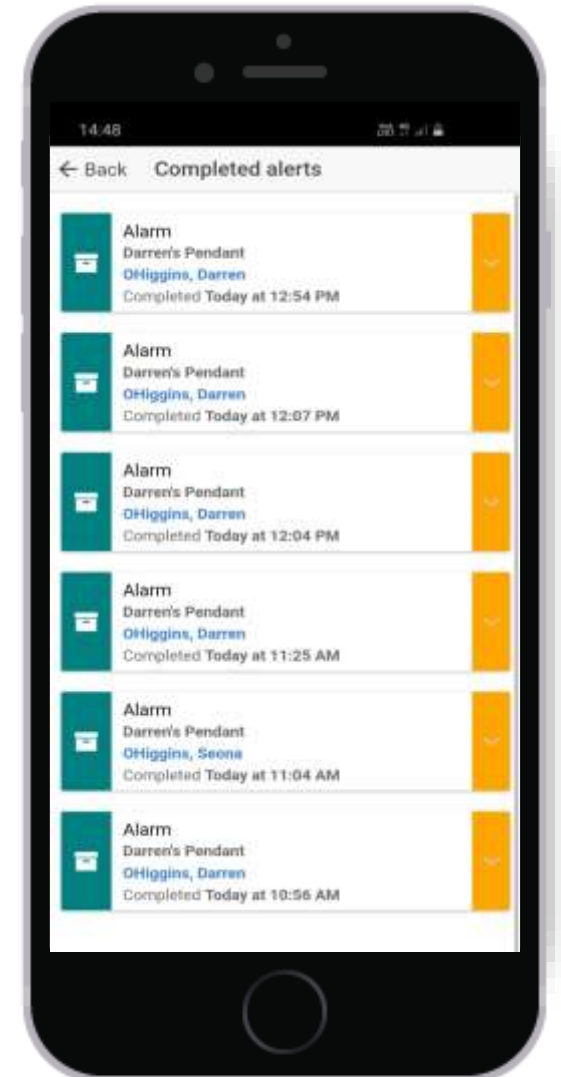 14:48
← Back Completed alerts
Alarm
Darren's Pendant
OHiggins, Darren
Completed Today at 12:54 PM
Alarm
Darren's Pendant
OHiggins, Darren
Completed Today at 12:07 PM
Alarm
Darren's Pendant
OHiggins, Darren
Completed Today at 12:04 PM
Alarm
Darren's Pendant
OHiggins, Darren
Completed Today at 11:25 AM
Alarm
Darren's Pendant
OHiggins, Seona
Completed Today at 11:04 AM
Alarm
Darren's Pendant
OHiggins, Darren
Completed Today at 10:56 AM